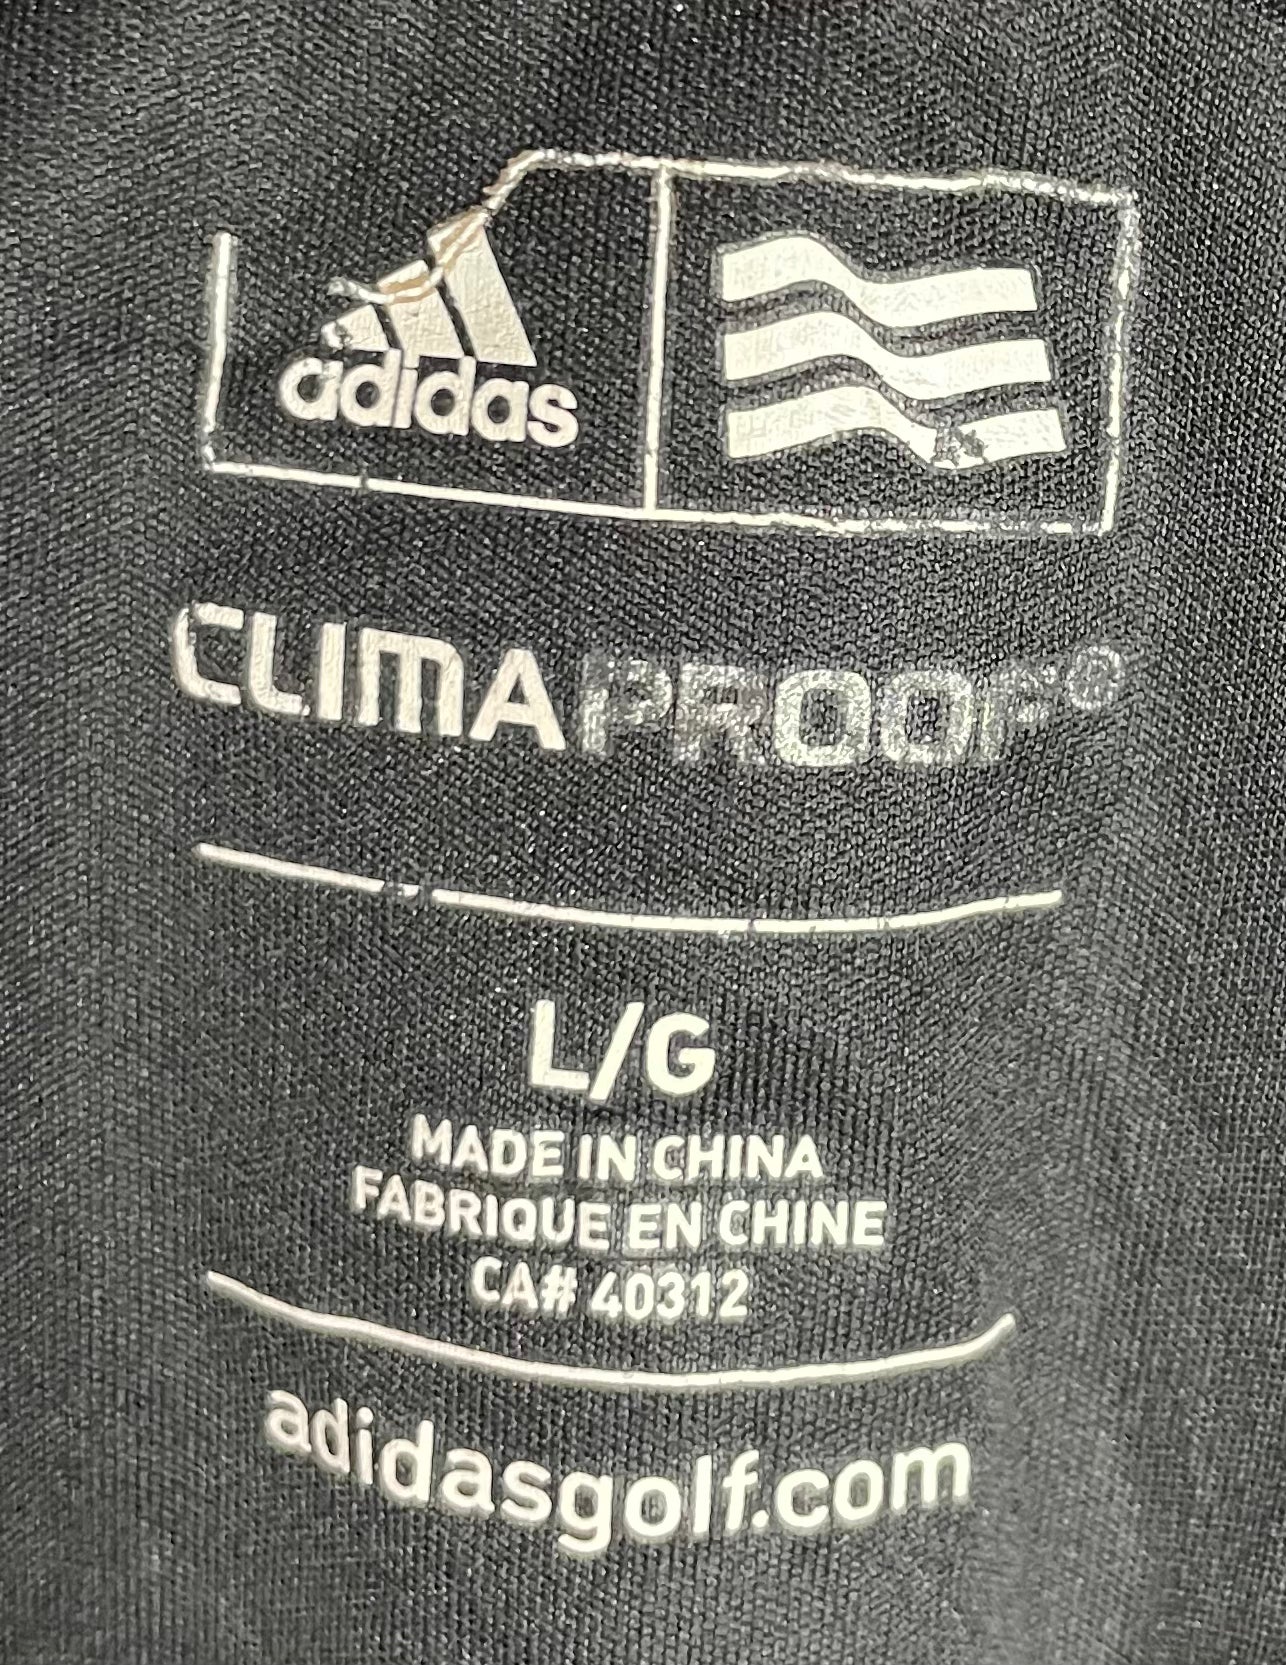 adidas
CLIMAPROOF®
L/G
MADE IN CHINA
FABRIQUE EN CHINE
CA# 40312
adidasgolf.com